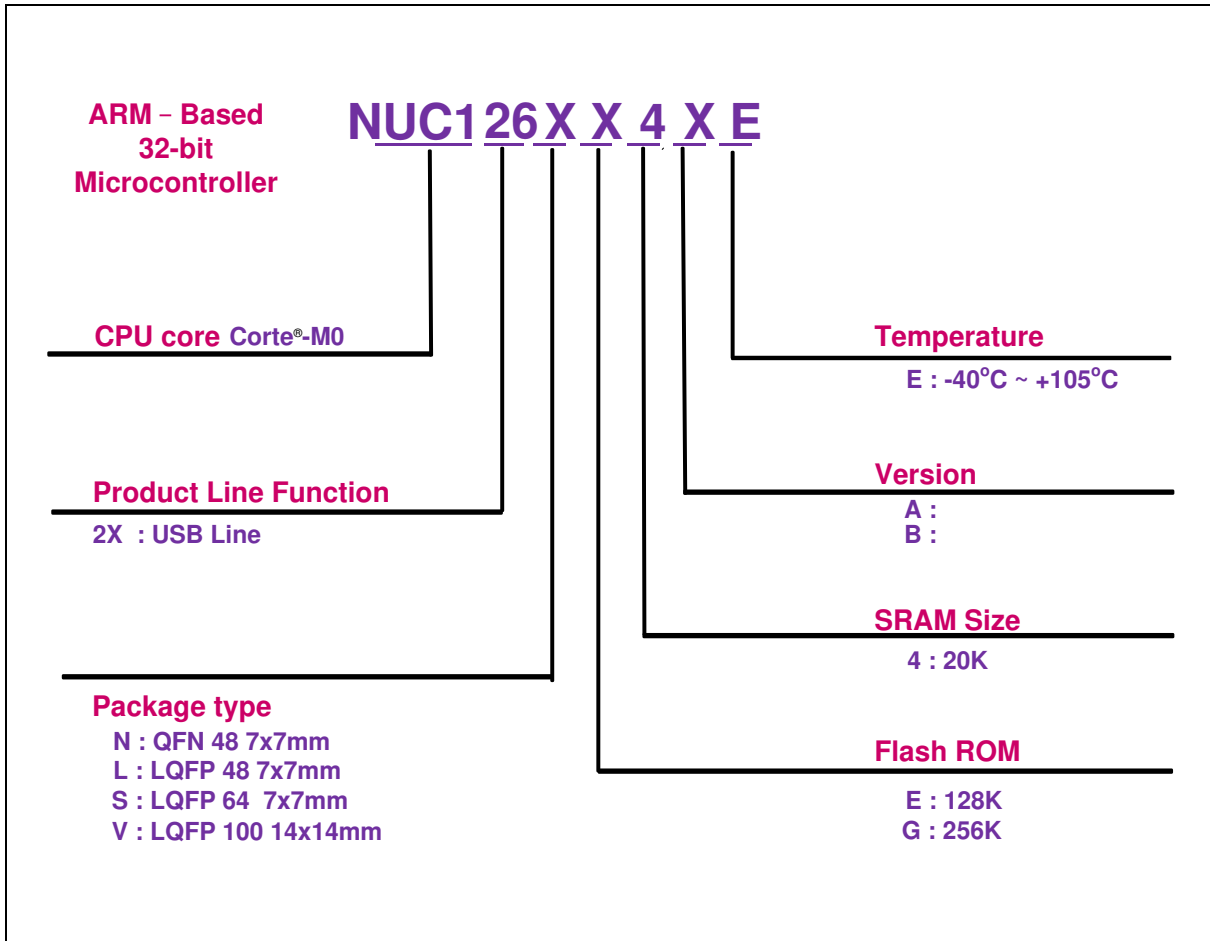 ARM – Based
32-bit
Microcontroller
NUC126XX4XE
CPU core Corte®-M0
Product Line Function
2X : USB Line
Package type
N : QFN 48 7x7mm
L : LQFP 48 7x7mm
S : LQFP 64 7x7mm
V : LQFP 100 14x14mm
Temperature
E : -40°C ~ +105°C
Version
A :
B :
SRAM Size
4 : 20K
Flash ROM
E : 128K
G : 256K